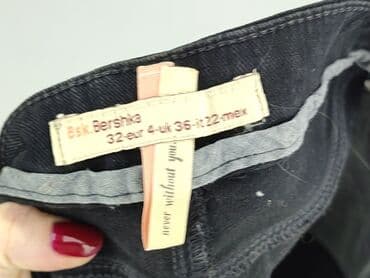 BSK. Bershka
32-eur 4-uk 36-it 22-mex
never without you.